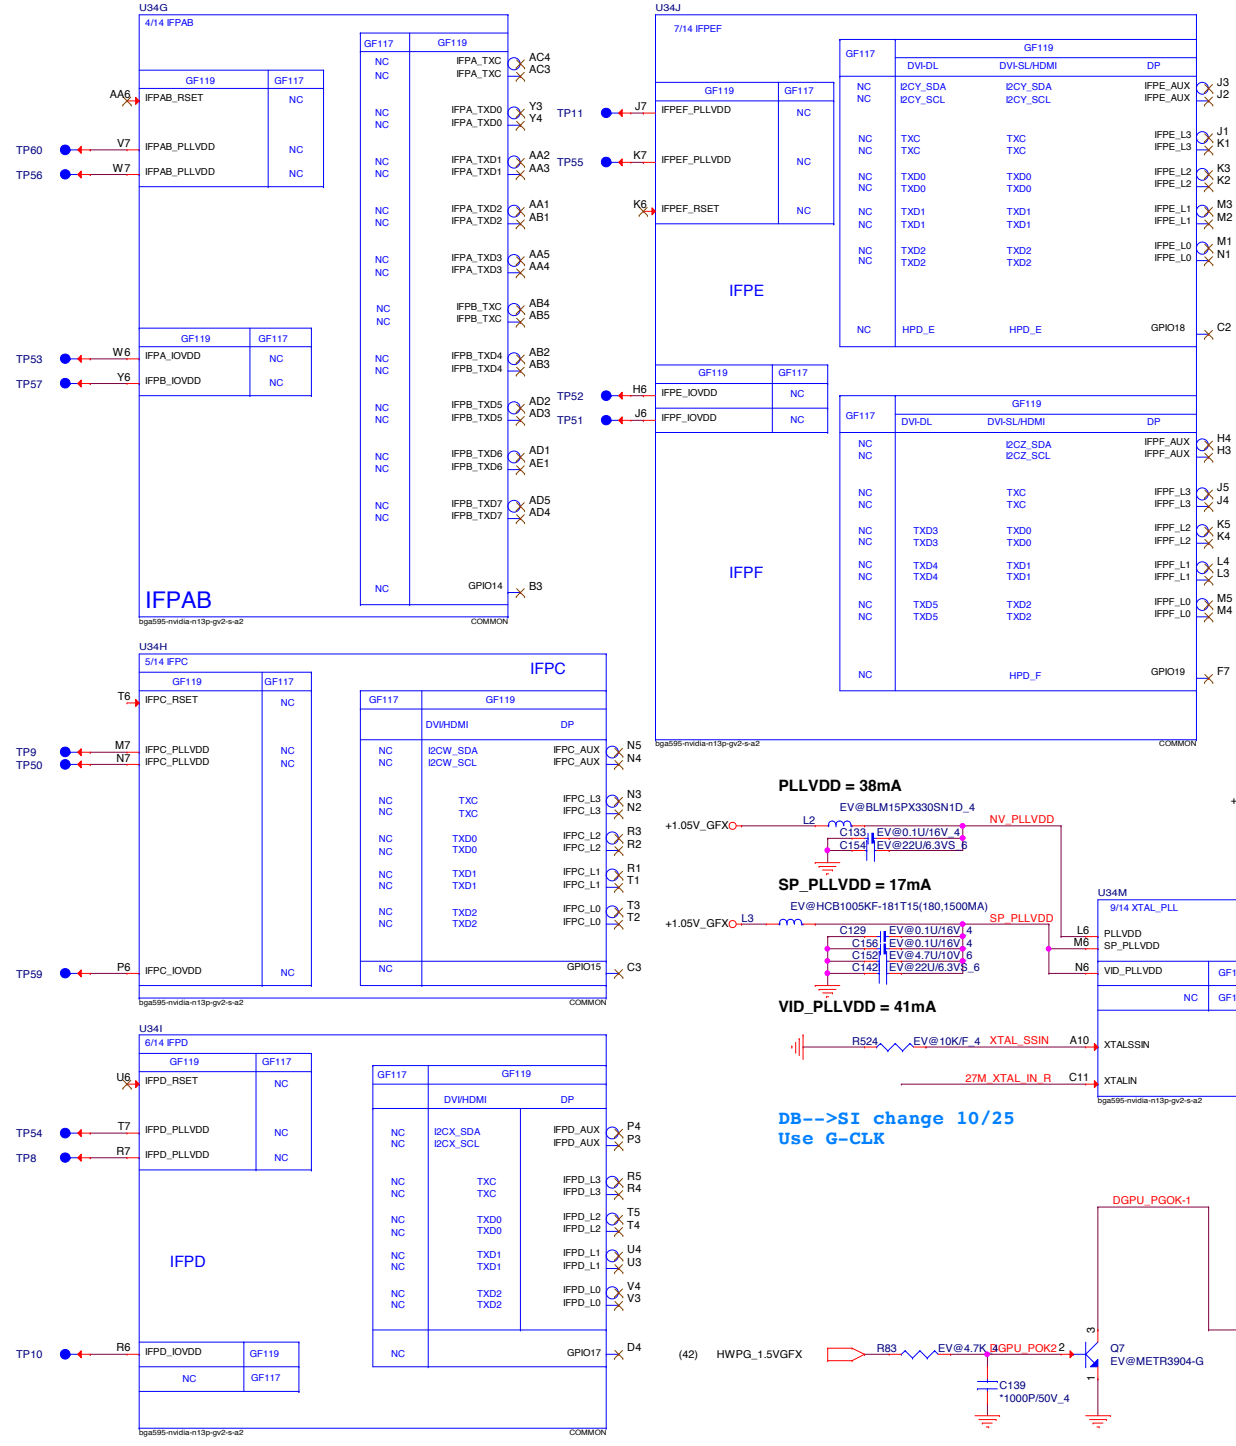 U34G
4/14 IFPAB
GF119 GF117
AA6 IFPAB_RSET NC
TP60 V7 IFPAB_PLLVDD NC
TP56 W7 IFPAB_PLLVDD NC
GF119 GF117
TP53 W6 IFPA_IOVDD NC
TP57 Y6 IFPB_IOVDD NC
GF117 GF119
NC IFPA_TXC AC4
NC IFPA_TXC AC3
NC IFPA_TXD0 Y3
NC IFPA_TXD0 Y4
NC IFPA_TXD1 AA2
NC IFPA_TXD1 AA3
NC IFPA_TXD2 AA1
NC IFPA_TXD2 AB1
NC IFPA_TXD3 AA5
NC IFPA_TXD3 AA4
NC IFPB_TXC AB4
NC IFPB_TXC AB5
NC IFPB_TXD4 AB2
NC IFPB_TXD4 AB3
NC IFPB_TXD5 AD2
NC IFPB_TXD5 AD3
NC IFPB_TXD6 AD1
NC IFPB_TXD6 AE1
NC IFPB_TXD7 AD5
NC IFPB_TXD7 AD4
NC GPIO14 B3
IFPAB
bga595-nvidia-n13p-gv2-s-a2 COMMON
U34J
7/14 IFPEF
GF119 GF117
TP11 J7 IFPEF_PLLVDD NC
TP55 K7 IFPEF_PLLVDD NC
K6 IFPEF_RSET NC
IFPE
GF117 GF119
DVI-DL DVI-SL/HDMI DP
NC I2CY_SDA I2CY_SDA IFPE_AUX J3
NC I2CY_SCL I2CY_SCL IFPE_AUX J2
NC TXC TXC IFPE_L3 J1
NC TXC TXC IFPE_L3 K1
NC TXD0 TXD0 IFPE_L2 K3
NC TXD0 TXD0 IFPE_L2 K2
NC TXD1 TXD1 IFPE_L1 M3
NC TXD1 TXD1 IFPE_L1 M2
NC TXD2 TXD2 IFPE_L0 M1
NC TXD2 TXD2 IFPE_L0 N1
NC HPD_E HPD_E GPIO18 C2
GF119 GF117
TP52 H6 IFPE_IOVDD NC
TP51 J6 IFPF_IOVDD NC
IFPF
GF117 GF119
DVI-DL DVI-SL/HDMI DP
NC I2CZ_SDA IFPF_AUX H4
NC I2CZ_SCL IFPF_AUX H3
NC TXC IFPF_L3 J5
NC TXC IFPF_L3 J4
NC TXD3 TXD0 IFPF_L2 K5
NC TXD3 TXD0 IFPF_L2 K4
NC TXD4 TXD1 IFPF_L1 L4
NC TXD4 TXD1 IFPF_L1 L3
NC TXD5 TXD2 IFPF_L0 M5
NC TXD5 TXD2 IFPF_L0 M4
NC HPD_F GPIO19 F7
bga595-nvidia-n13p-gv2-s-a2 COMMON
U34H
5/14 IFPC
IFPC
GF119 GF117
T6 IFPC_RSET NC
TP9 M7 IFPC_PLLVDD NC
TP50 N7 IFPC_PLLVDD NC
TP59 P6 IFPC_IOVDD NC
GF117 GF119
DVI/HDMI DP
NC I2CW_SDA IFPC_AUX N5
NC I2CW_SCL IFPC_AUX N4
NC TXC IFPC_L3 N3
NC TXC IFPC_L3 N2
NC TXD0 IFPC_L2 R3
NC TXD0 IFPC_L2 R2
NC TXD1 IFPC_L1 R1
NC TXD1 IFPC_L1 T1
NC TXD2 IFPC_L0 T3
NC TXD2 IFPC_L0 T2
NC GPIO15 C3
bga595-nvidia-n13p-gv2-s-a2 COMMON
U34I
6/14 IFPD
GF119 GF117
U6 IFPD_RSET NC
TP54 T7 IFPD_PLLVDD NC
TP8 R7 IFPD_PLLVDD NC
IFPD
TP10 R6 IFPD_IOVDD GF119
NC GF117
GF117 GF119
DVI/HDMI DP
NC I2CX_SDA IFPD_AUX P4
NC I2CX_SCL IFPD_AUX P3
NC TXC IFPD_L3 R5
NC TXC IFPD_L3 R4
NC TXD0 IFPD_L2 T5
NC TXD0 IFPD_L2 T4
NC TXD1 IFPD_L1 U4
NC TXD1 IFPD_L1 U3
NC TXD2 IFPD_L0 V4
NC TXD2 IFPD_L0 V3
NC GPIO17 D4
bga595-nvidia-n13p-gv2-s-a2 COMMON
PLLVDD = 38mA
EV@BLM15PX330SN1D_4
+1.05V_GFX L2 NV_PLLVDD
C133 EV@0.1U/16V_4
C154 EV@22U/6.3VS_6
SP_PLLVDD = 17mA
EV@HCB1005KF-181T15(180,1500MA)
+1.05V_GFX L3 SP_PLLVDD
C129 EV@0.1U/16V_4
C156 EV@0.1U/16V_4
C152 EV@4.7U/10V_6
C142 EV@22U/6.3VS_6
VID_PLLVDD = 41mA
+
U34M
9/14 XTAL_PLL
L6 PLLVDD
M6 SP_PLLVDD
N6 VID_PLLVDD GF1
NC GF1
R524 EV@10K/F_4 XTAL_SSIN A10 XTALSSIN
27M_XTAL_IN_R C11 XTALIN
bga595-nvidia-n13p-gv2-s-a2
DB-->SI change 10/25
Use G-CLK
DGPU_PGOK-1
(42) HWPG_1.5VGFX R83 EV@4.7K_4 DGPU_POK2 2
3
1
Q7
EV@METR3904-G
C139
*1000P/50V_4